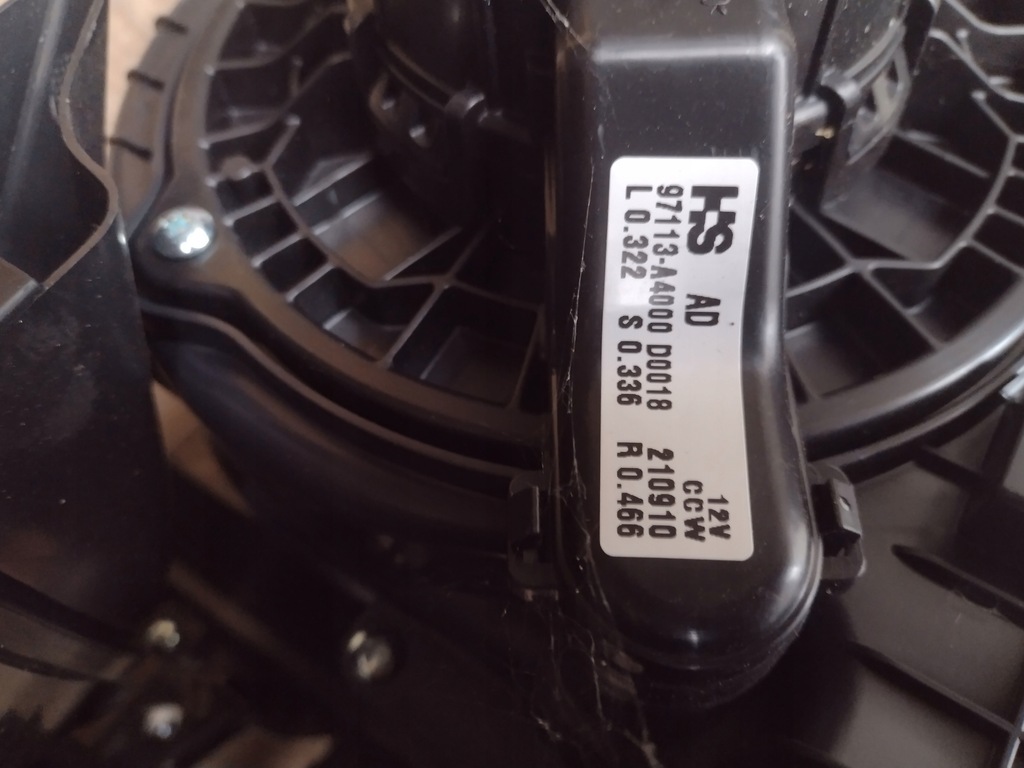 HS AD 12V
CCW
97113-A4000 D0018 210910
L 0.322 S 0.336 R 0.466